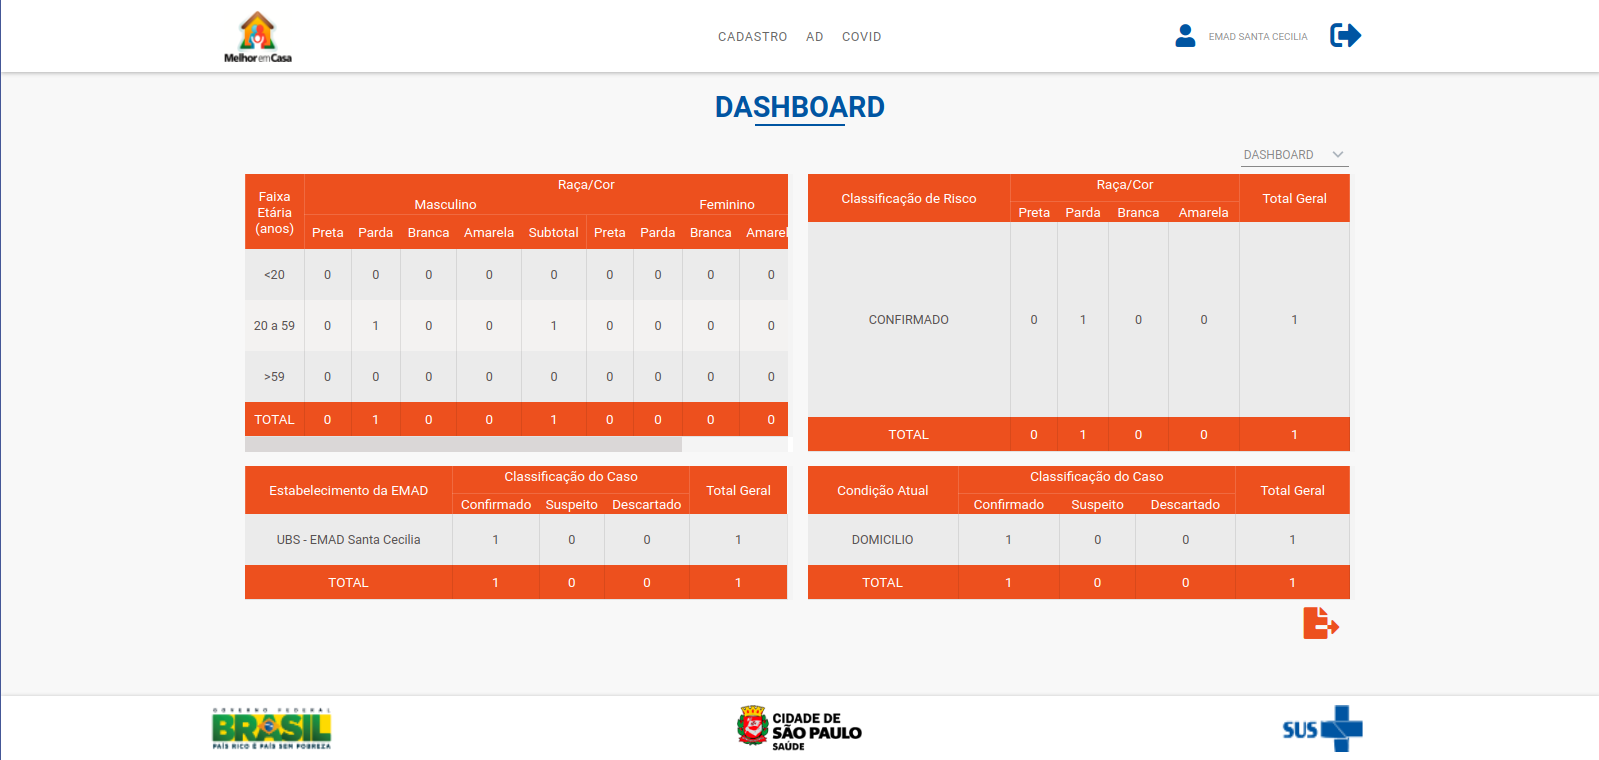 Melhor em Casa
CADASTRO AD COVID
EMAD SANTA CECILIA
DASHBOARD
DASHBOARD
Faixa Etária (anos) Raça/Cor
Masculino Feminino
Preta Parda Branca Amarela Subtotal Preta Parda Branca Amarel
<20 0 0 0 0 0 0 0 0 0
20 a 59 0 1 0 0 1 0 0 0 0
>59 0 0 0 0 0 0 0 0 0
TOTAL 0 1 0 0 1 0 0 0 0
Classificação de Risco Raça/Cor Total Geral
Preta Parda Branca Amarela
CONFIRMADO 0 1 0 0 1
TOTAL 0 1 0 0 1
Estabelecimento da EMAD Classificação do Caso Total Geral
Confirmado Suspeito Descartado
UBS - EMAD Santa Cecilia 1 0 0 1
TOTAL 1 0 0 1
Condição Atual Classificação do Caso Total Geral
Confirmado Suspeito Descartado
DOMICILIO 1 0 0 1
TOTAL 1 0 0 1
GOVERNO FEDERAL
BRASIL
PAÍS RICO É PAÍS SEM POBREZA
CIDADE DE
SÃO PAULO
SAÚDE
SUS